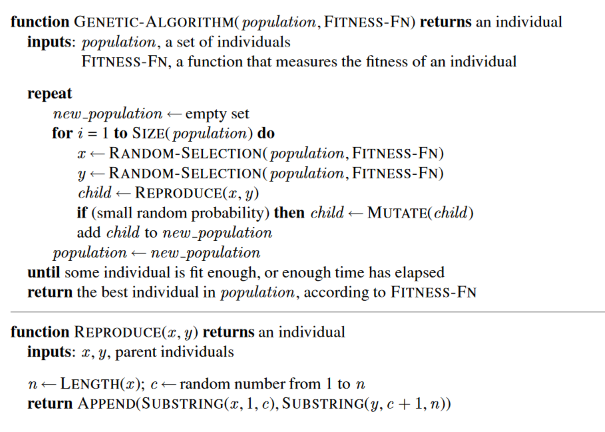 function GENETIC-ALGORITHM(population, FITNESS-FN) returns an individual
inputs: population, a set of individuals
FITNESS-FN, a function that measures the fitness of an individual
repeat
new_population ← empty set
for i = 1 to SIZE(population) do
x ← RANDOM-SELECTION(population, FITNESS-FN)
y ← RANDOM-SELECTION(population, FITNESS-FN)
child ← REPRODUCE(x, y)
if (small random probability) then child ← MUTATE(child)
add child to new_population
population ← new_population
until some individual is fit enough, or enough time has elapsed
return the best individual in population, according to FITNESS-FN
function REPRODUCE(x, y) returns an individual
inputs: x, y, parent individuals
n ← LENGTH(x); c ← random number from 1 to n
return APPEND(SUBSTRING(x, 1, c), SUBSTRING(y, c + 1, n))